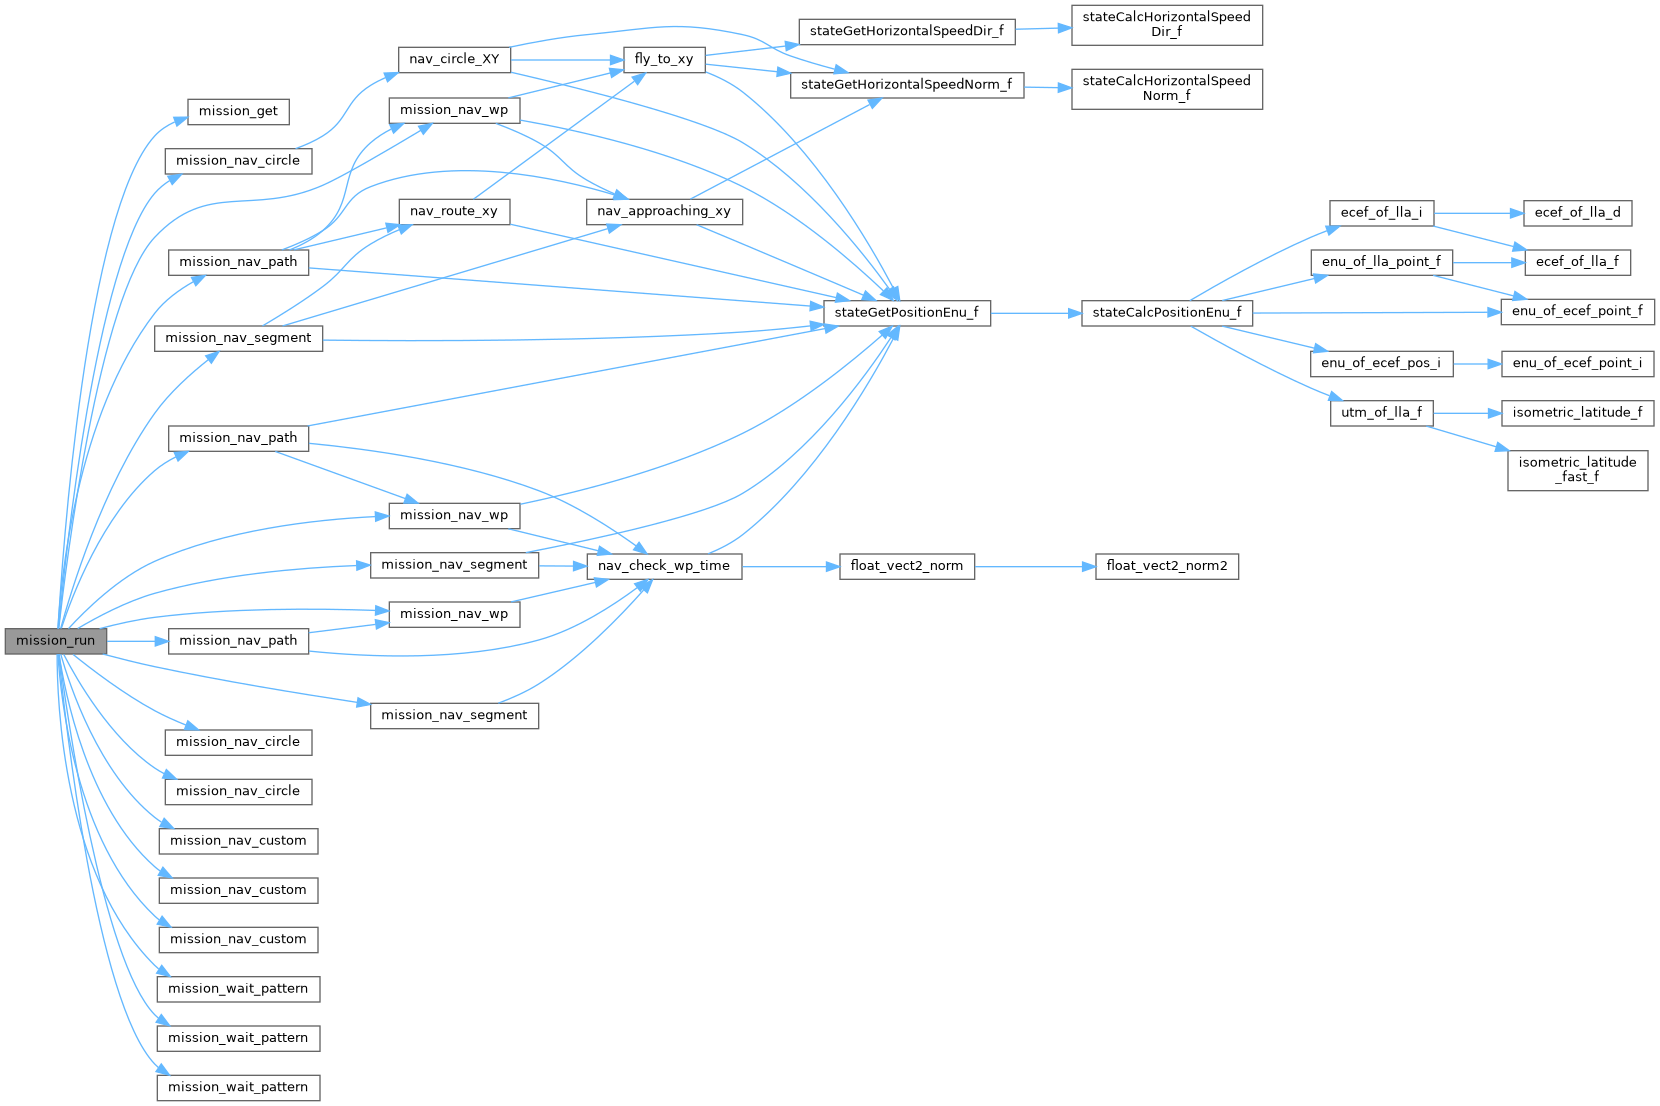 stateCalcHorizontalSpeed
Dir_f
stateGetHorizontalSpeedDir_f
nav_circle_XY
fly_to_xy
stateGetHorizontalSpeedNorm_f
stateCalcHorizontalSpeed
Norm_f
mission_get
mission_nav_wp
mission_nav_circle
nav_route_xy
nav_approaching_xy
ecef_of_lla_i
ecef_of_lla_d
mission_nav_path
enu_of_lla_point_f
ecef_of_lla_f
stateGetPositionEnu_f
stateCalcPositionEnu_f
enu_of_ecef_point_f
mission_nav_segment
enu_of_ecef_pos_i
enu_of_ecef_point_i
utm_of_lla_f
isometric_latitude_f
mission_nav_path
isometric_latitude
_fast_f
mission_nav_wp
mission_nav_segment
nav_check_wp_time
float_vect2_norm
float_vect2_norm2
mission_nav_wp
mission_run
mission_nav_path
mission_nav_segment
mission_nav_circle
mission_nav_circle
mission_nav_custom
mission_nav_custom
mission_nav_custom
mission_wait_pattern
mission_wait_pattern
mission_wait_pattern